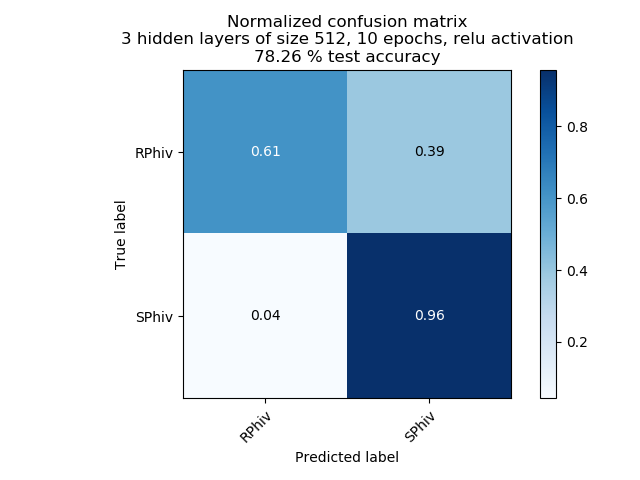 Normalized confusion matrix
3 hidden layers of size 512, 10 epochs, relu activation
78.26 % test accuracy
RPhiv
0.61
0.39
SPhiv
0.04
0.96
True label
RPhiv
SPhiv
Predicted label
0.8
0.6
0.4
0.2